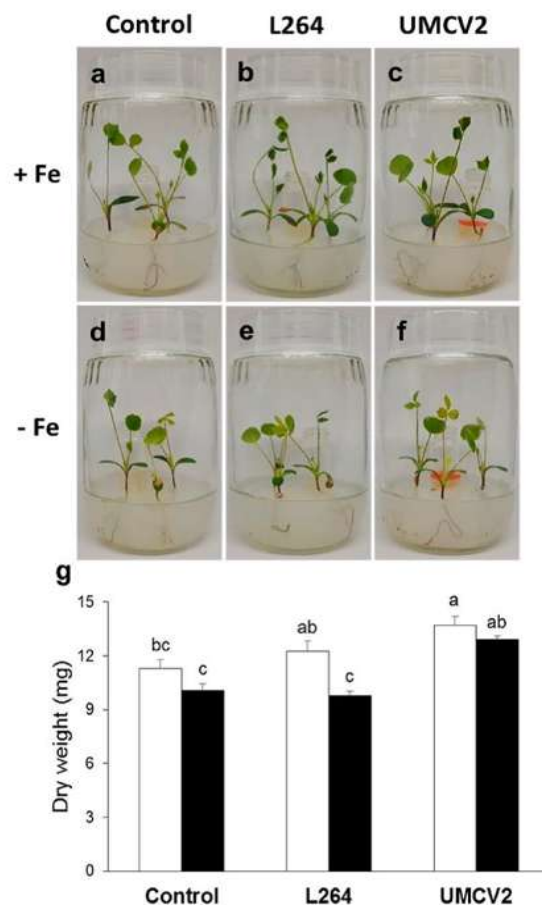 Control L264 UMCV2
a b c
+ Fe
d e f
- Fe
g
15
12
9
6
3
0
Dry weight (mg)
bc c ab c a ab
Control L264 UMCV2